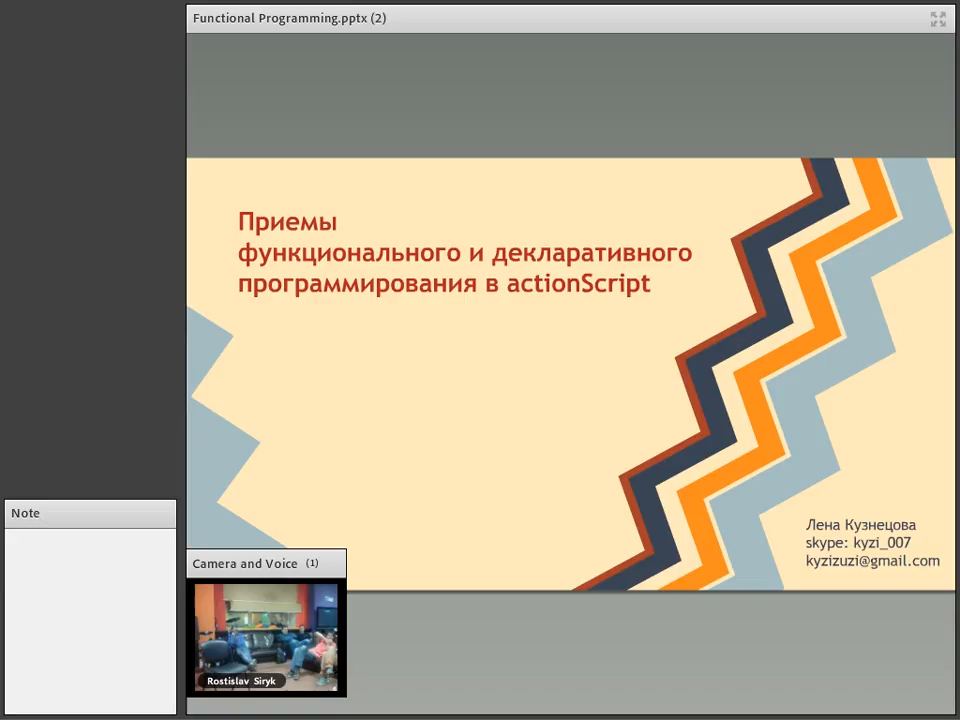 Functional Programming.pptx (2)
Приемы
функционального и декларативного
программирования в actionScript
Лена Кузнецова
skype: kyzi_007
kyzizuzi@gmail.com
Note
Camera and Voice (1)
Rostislav Siryk